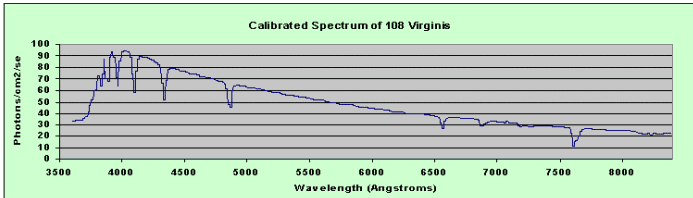 Calibrated Spectrum of 108 Virginis
Photons/cm2/se
100
90
80
70
60
50
40
30
20
10
0
3500 4000 4500 5000 5500 6000 6500 7000 7500 8000
Wavelength (Angstroms)